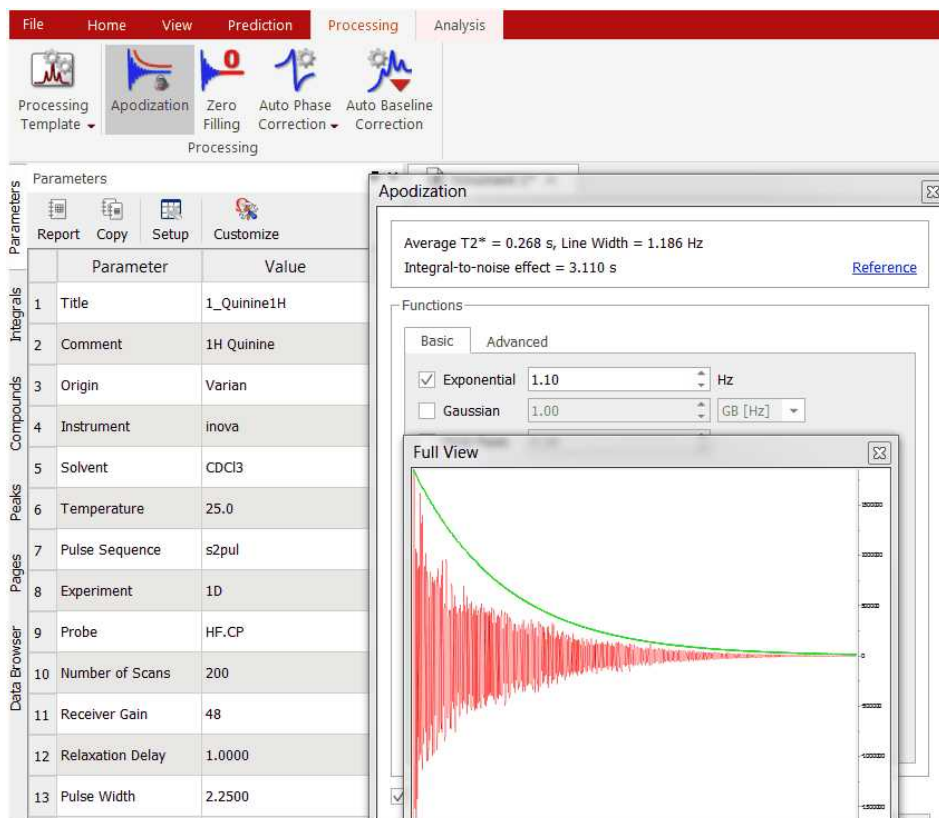 File Home View Prediction Processing Analysis
Processing Template
Apodization
Zero Filling
Auto Phase Correction
Auto Baseline Correction
Processing
Parameters
Integrals
Compounds
Peaks
Pages
Data Browser
Parameters
Report Copy Setup Customize
Parameter Value
1 Title 1_Quinine1H
2 Comment 1H Quinine
3 Origin Varian
4 Instrument inova
5 Solvent CDCl3
6 Temperature 25.0
7 Pulse Sequence s2pul
8 Experiment 1D
9 Probe HF.CP
10 Number of Scans 200
11 Receiver Gain 48
12 Relaxation Delay 1.0000
13 Pulse Width 2.2500
Apodization
Average T2* = 0.268 s, Line Width = 1.186 Hz
Integral-to-noise effect = 3.110 s Reference
Functions
Basic Advanced
Exponential 1.10 Hz
Gaussian 1.00 GB [Hz]
Full View